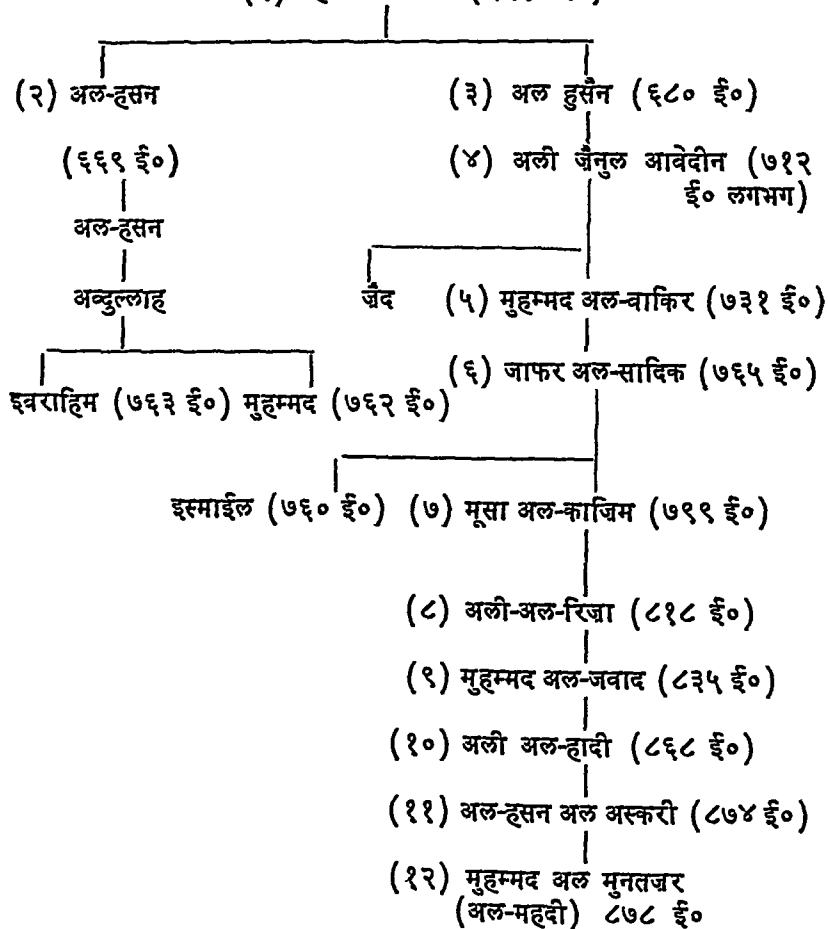 (२) अल-हसन (३) अल हुसैन (६८० ई०)
(६६९ ई०) (४) अली ज़ैनुल आवेदीन (७१२
ई० लगभग)
अल-हसन
अब्दुल्लाह ज़ैद (५) मुहम्मद अल-वाकिर (७३१ ई०)
(६) जाफर अल-सादिक (७६५ ई०)
इवराहिम (७६३ ई०) मुहम्मद (७६२ ई०)
इस्माईल (७६० ई०) (७) मूसा अल-काज़िम (७९९ ई०)
(८) अली-अल-रिज़ा (८१८ ई०)
(९) मुहम्मद अल-जवाद (८३५ ई०)
(१०) अली अल-हादी (८६८ ई०)
(११) अल-हसन अल अस्करी (८७४ ई०)
(१२) मुहम्मद अल मुनतज़र
(अल-महदी) ८७८ ई०